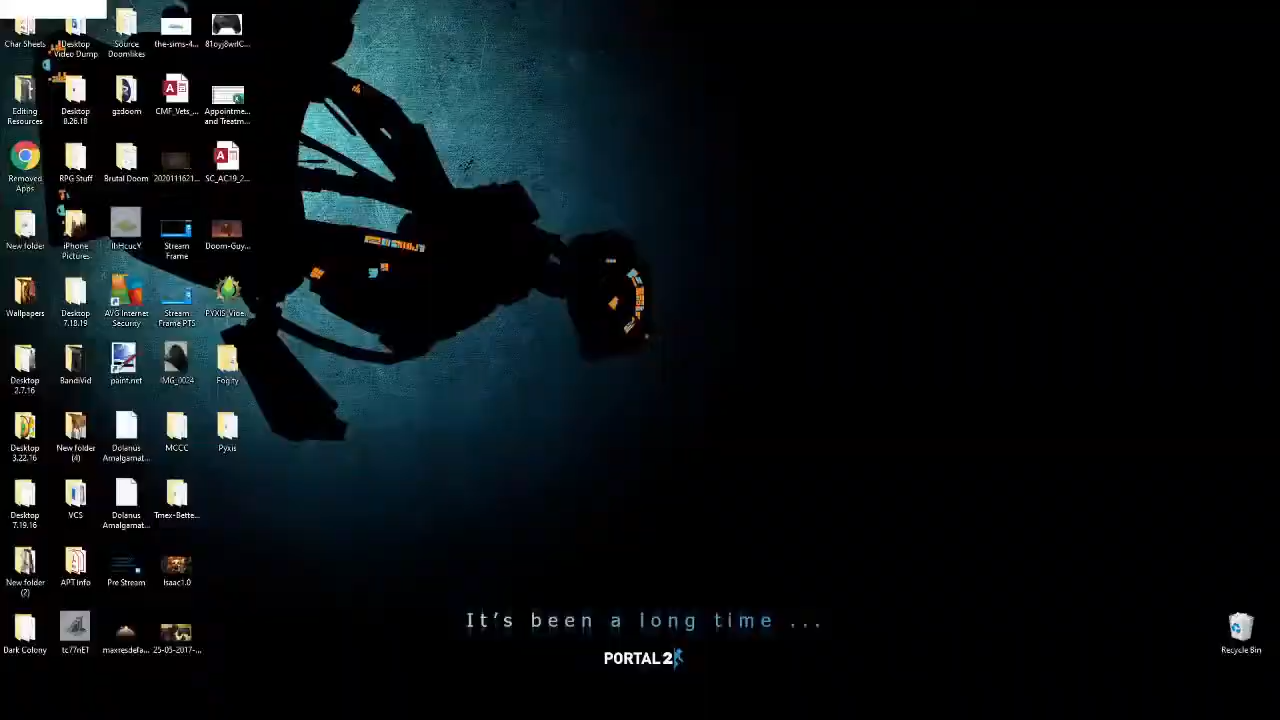 Char Sheets
Desktop
Video Dump
Source
Doomlikes
the-sims-4...
81oyj8wrlC...
Editing
Resources
Desktop
8.26.18
gzdoom
CMF_Vets_...
Appointme...
and Treatm...
Removed
Apps
RPG Stuff
Brutal Doom
2020111621...
SC_AC19_2...
New folder
iPhone
Pictures
Stream
Frame
Doom-Guy...
Wallpapers
Desktop
7.18.19
AVG Internet
Security
Stream
Frame PTS
PYXIS_Vide...
Desktop
2.7.16
BandiVid
paint.net
IMG_0024
Fogity
Desktop
3.22.16
New folder
(4)
Dolanus
Amalgamat...
MCCC
Pyxis
Desktop
7.19.16
VCS
Dolanus
Amalgamat...
Tmex-Bette...
New folder
(2)
APT Info
Pre Stream
Isaac1.0
Dark Colony
tc77nET
maxresdefa...
25-05-2017-...
It's been a long time ...
PORTAL 2
Recycle Bin